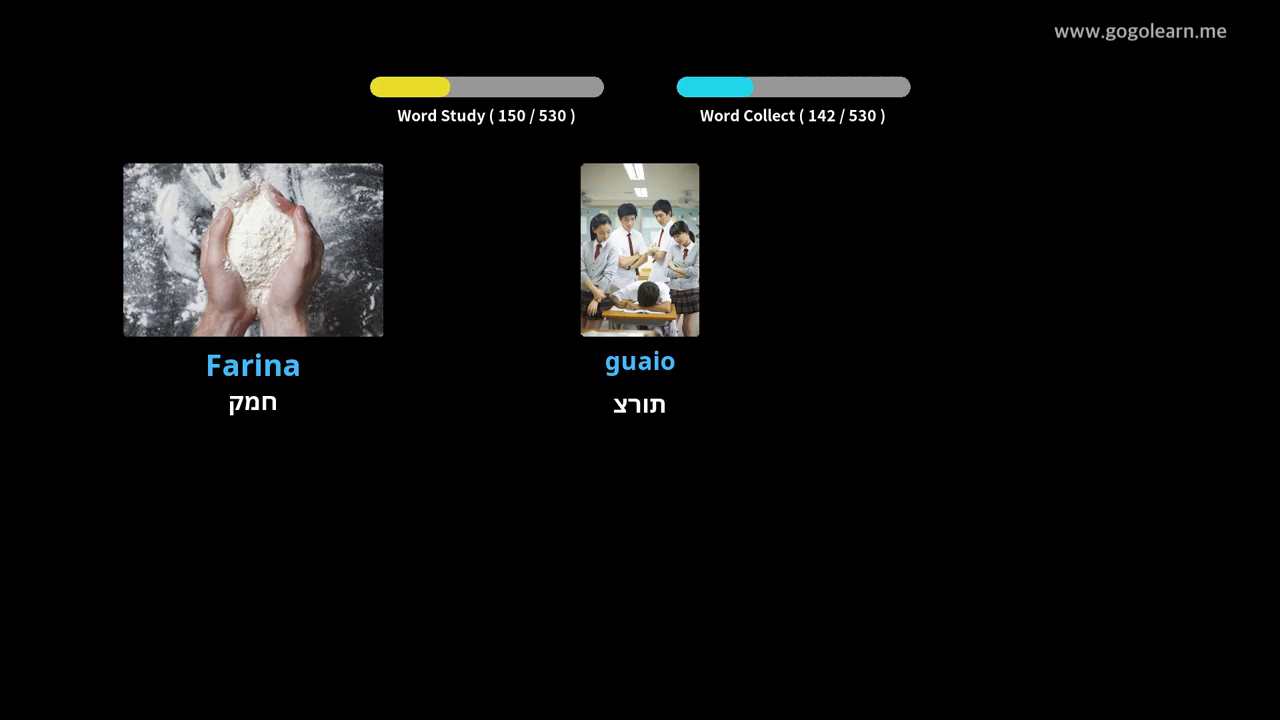 www.gogolearn.me
Word Study ( 150 / 530 )
Word Collect ( 142 / 530 )
Farina
חמק
guaio
תורצ